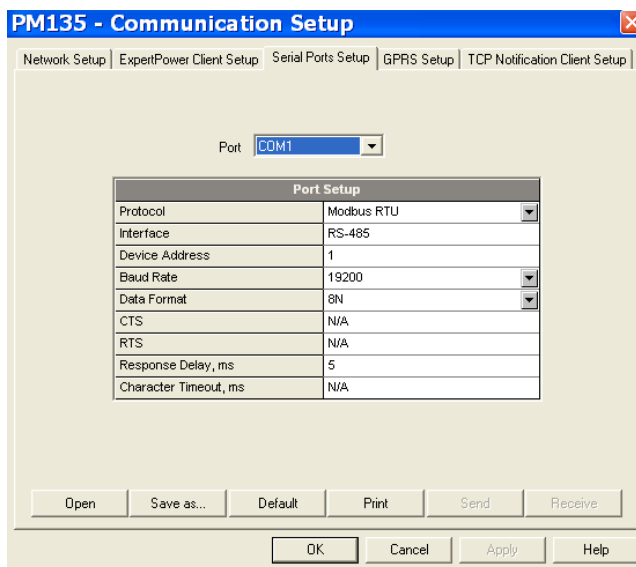 PM135 - Communication Setup
Network Setup ExpertPower Client Setup Serial Ports Setup GPRS Setup TCP Notification Client Setup
Port COM1
Port Setup
Protocol Modbus RTU
Interface RS-485
Device Address 1
Baud Rate 19200
Data Format 8N
CTS N/A
RTS N/A
Response Delay, ms 5
Character Timeout, ms N/A
Open Save as... Default Print Send Receive
OK Cancel Apply Help